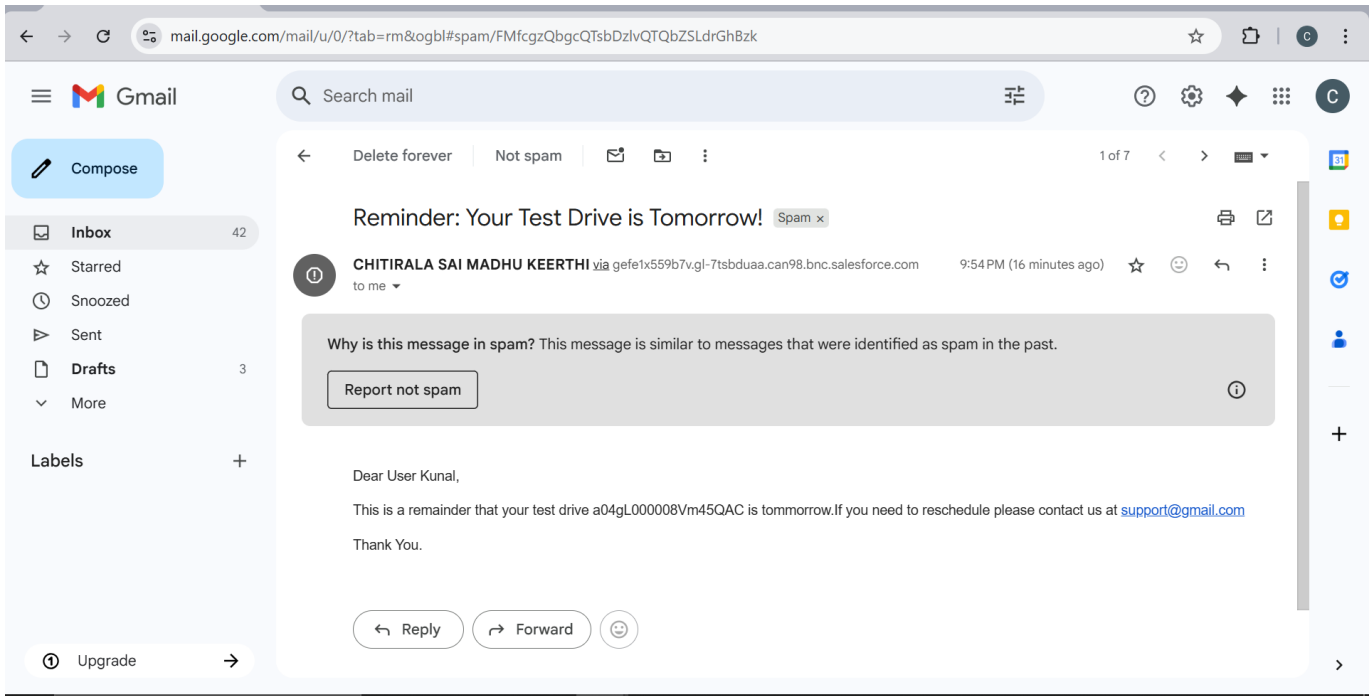 mail.google.com/mail/u/0/?tab=rm&ogbl#spam/FMfcgzQbgcQTsbDzlvQTQbZSLdrGhBzk
C
Gmail
Search mail
C
Compose
Delete forever
Not spam
1 of 7
31
Inbox 42
Starred
Snoozed
Sent
Drafts 3
More
Labels
Upgrade
Reminder: Your Test Drive is Tomorrow! Spam x
CHITIRALA SAI MADHU KEERTHI via gefe1x559b7v.gl-7tsbduaa.can98.bnc.salesforce.com 9:54 PM (16 minutes ago)
to me
Why is this message in spam? This message is similar to messages that were identified as spam in the past.
Report not spam
Dear User Kunal,
This is a remainder that your test drive a04gL000008Vm45QAC is tommorrow.If you need to reschedule please contact us at support@gmail.com
Thank You.
Reply
Forward